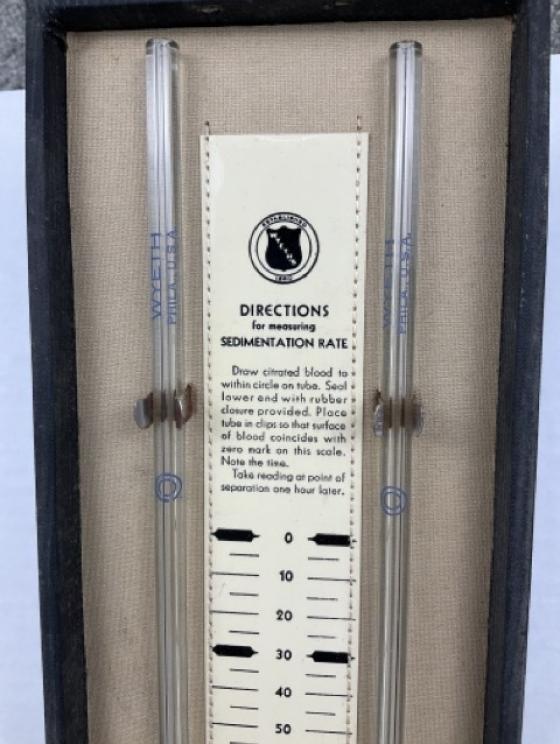 ESTABLISHED
WYETH
1860
WYETH
PHILA. U.S.A.
WYETH
PHILA. U.S.A.
DIRECTIONS
for measuring
SEDIMENTATION RATE
Draw citrated blood to
within circle on tube. Seal
lower end with rubber
closure provided. Place
tube in clips so that surface
of blood coincides with
zero mark on this scale.
Note the time.
Take reading at point of
separation one hour later.
0
10
20
30
40
50